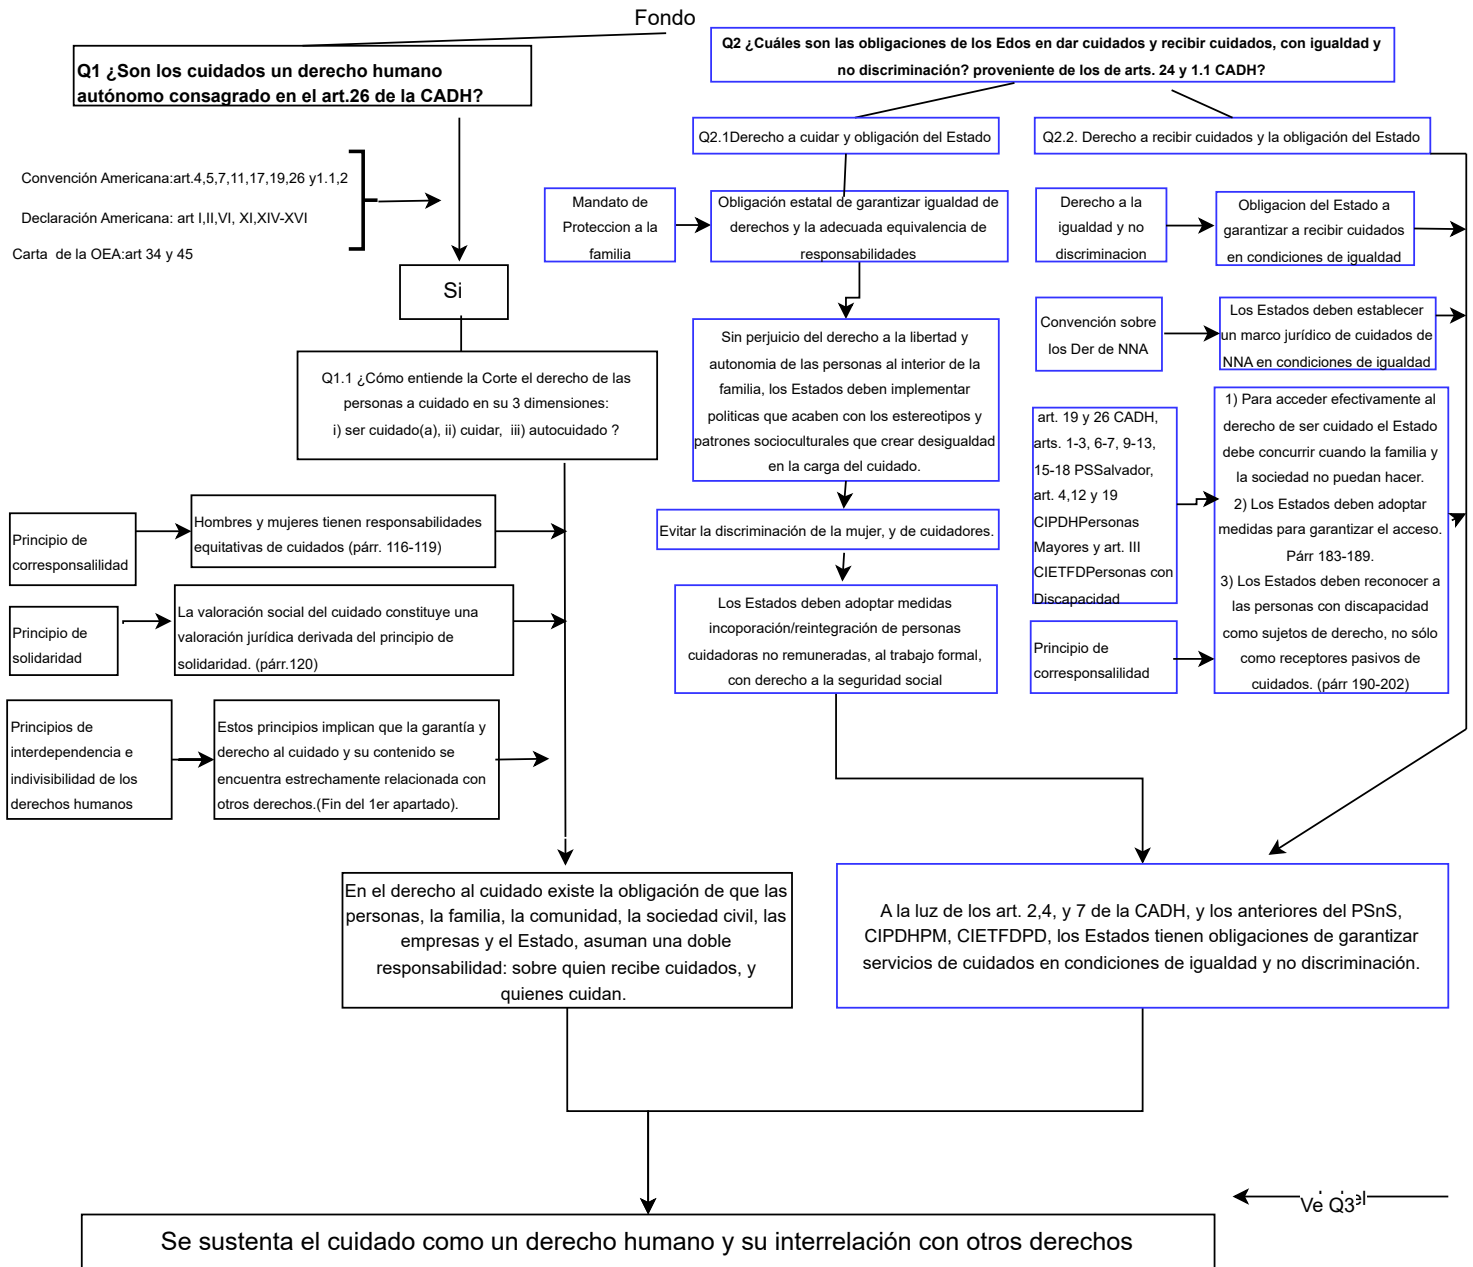 Fondo
Q1 ¿Son los cuidados un derecho humano
autónomo consagrado en el art.26 de la CADH?
Convención Americana:art.4,5,7,11,17,19,26 y1.1,2
Declaración Americana: art I,II,VI, XI,XIV-XVI
Carta de la OEA:art 34 y 45
Si
Q1.1 ¿Cómo entiende la Corte el derecho de las
personas a cuidado en su 3 dimensiones:
i) ser cuidado(a), ii) cuidar, iii) autocuidado ?
Principio de
corresponsalilidad
Hombres y mujeres tienen responsabilidades
equitativas de cuidados (párr. 116-119)
Principio de
solidaridad
La valoración social del cuidado constituye una
valoración jurídica derivada del principio de
solidaridad. (párr.120)
Principios de
interdependencia e
indivisibilidad de los
derechos humanos
Estos principios implican que la garantía y
derecho al cuidado y su contenido se
encuentra estrechamente relacionada con
otros derechos.(Fin del 1er apartado).
En el derecho al cuidado existe la obligación de que las
personas, la familia, la comunidad, la sociedad civil, las
empresas y el Estado, asuman una doble
responsabilidad: sobre quien recibe cuidados, y
quienes cuidan.
Q2 ¿Cuáles son las obligaciones de los Edos en dar cuidados y recibir cuidados, con igualdad y
no discriminación? proveniente de los de arts. 24 y 1.1 CADH?
Q2.1Derecho a cuidar y obligación del Estado
Mandato de
Proteccion a la
familia
Obligación estatal de garantizar igualdad de
derechos y la adecuada equivalencia de
responsabilidades
Sin perjuicio del derecho a la libertad y
autonomia de las personas al interior de la
familia, los Estados deben implementar
politicas que acaben con los estereotipos y
patrones socioculturales que crear desigualdad
en la carga del cuidado.
Evitar la discriminación de la mujer, y de cuidadores.
Los Estados deben adoptar medidas
incoporación/reintegración de personas
cuidadoras no remuneradas, al trabajo formal,
con derecho a la seguridad social
Q2.2. Derecho a recibir cuidados y la obligación del Estado
Derecho a la
igualdad y no
discriminacion
Obligacion del Estado a
garantizar a recibir cuidados
en condiciones de igualdad
Convención sobre
los Der de NNA
Los Estados deben establecer
un marco jurídico de cuidados de
NNA en condiciones de igualdad
art. 19 y 26 CADH,
arts. 1-3, 6-7, 9-13,
15-18 PSSalvador,
art. 4,12 y 19
CIPDHPersonas
Mayores y art. III
CIETFDPersonas con
Discapacidad
Principio de
corresponsalilidad
1) Para acceder efectivamente al
derecho de ser cuidado el Estado
debe concurrir cuando la familia y
la sociedad no puedan hacer.
2) Los Estados deben adoptar
medidas para garantizar el acceso.
Párr 183-189.
3) Los Estados deben reconocer a
las personas con discapacidad
como sujetos de derecho, no sólo
como receptores pasivos de
cuidados. (párr 190-202)
A la luz de los art. 2,4, y 7 de la CADH, y los anteriores del PSnS,
CIPDHPM, CIETFDPD, los Estados tienen obligaciones de garantizar
servicios de cuidados en condiciones de igualdad y no discriminación.
Ve Q3
Se sustenta el cuidado como un derecho humano y su interrelación con otros derechos